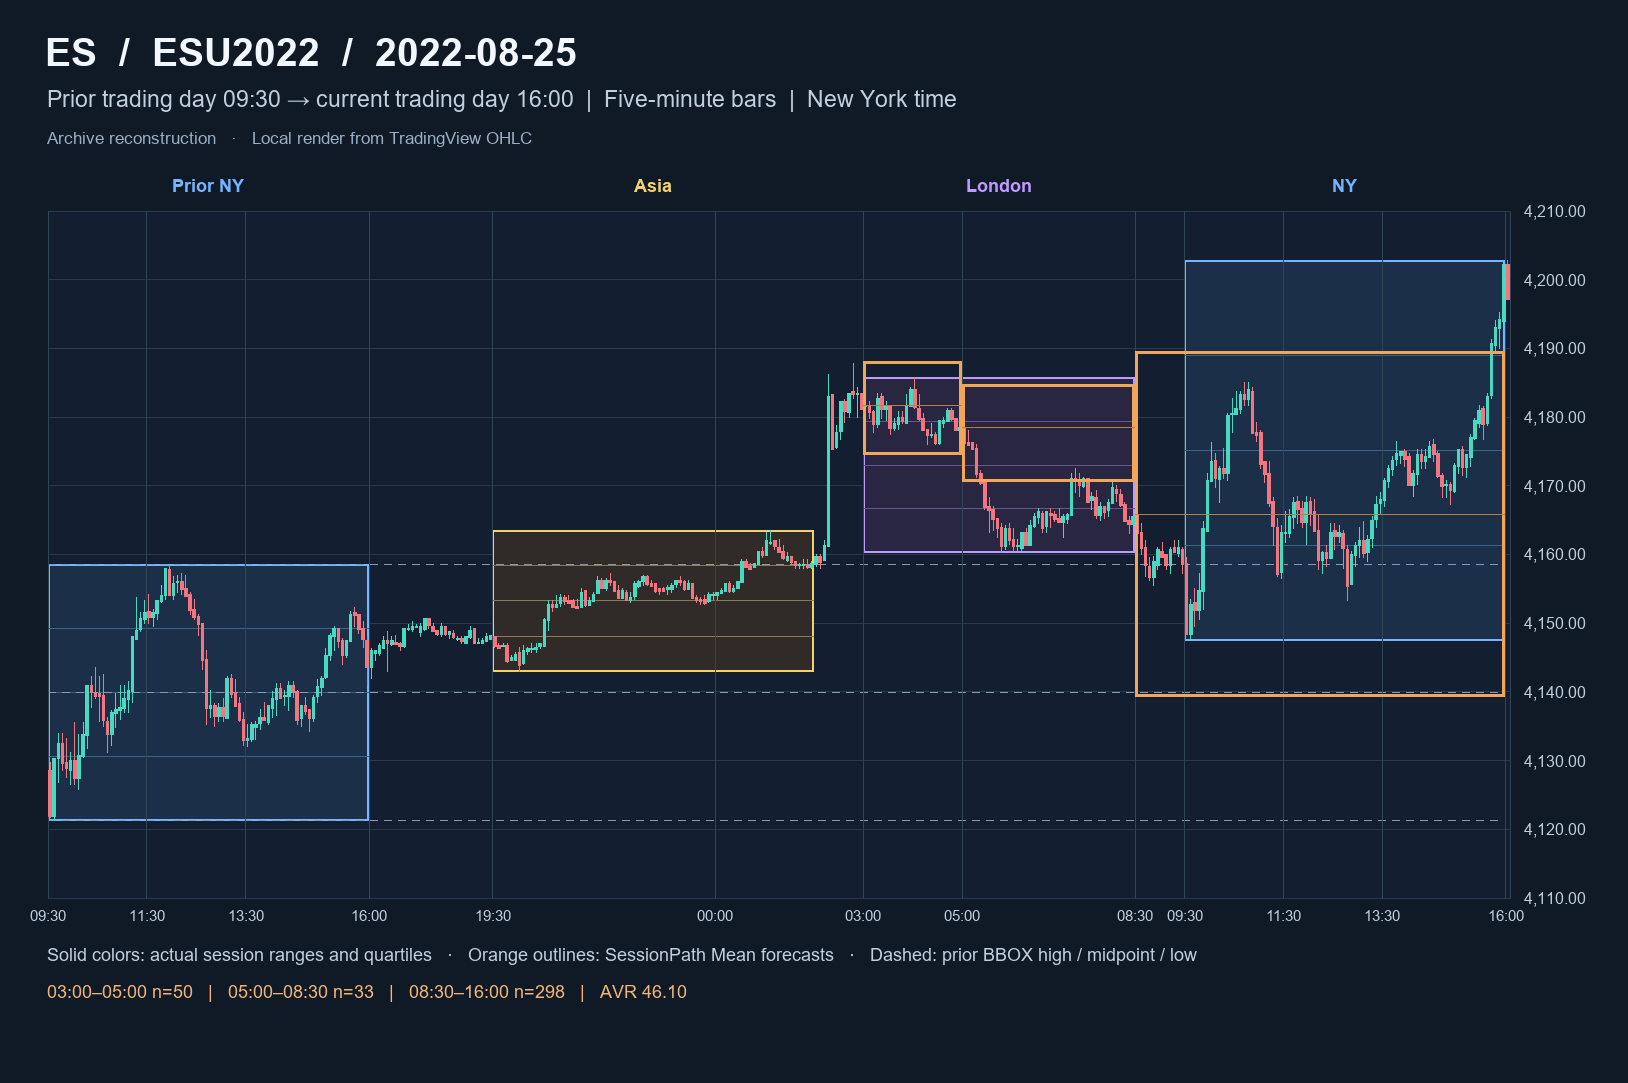 ES / ESU2022 / 2022-08-25
Prior trading day 09:30 → current trading day 16:00 | Five-minute bars | New York time
Archive reconstruction · Local render from TradingView OHLC
Prior NY Asia London NY
4,210.00
4,200.00
4,190.00
4,180.00
4,170.00
4,160.00
4,150.00
4,140.00
4,130.00
4,120.00
4,110.00
09:30 11:30 13:30 16:00 19:30 00:00 03:00 05:00 08:30 09:30 11:30 13:30 16:00
Solid colors: actual session ranges and quartiles · Orange outlines: SessionPath Mean forecasts · Dashed: prior BBOX high / midpoint / low
03:00–05:00 n=50 | 05:00–08:30 n=33 | 08:30–16:00 n=298 | AVR 46.10